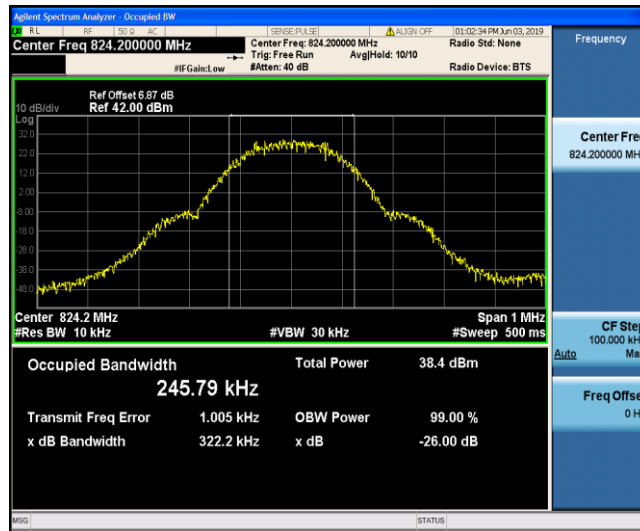 Agilent Spectrum Analyzer - Occupied BW
RL RF 50 Ω AC SENSE:PULSE ALIGN OFF 01:02:34 PM Jun 03, 2019
Center Freq 824.200000 MHz
Center Freq: 824.200000 MHz
Radio Std: None
Trig: Free Run Avg|Hold: 10/10
#IFGain:Low #Atten: 40 dB Radio Device: BTS
Ref Offset 6.87 dB
10 dB/div Ref 42.00 dBm
Log
32.0
22.0
12.0
2.00
-8.00
-18.0
-28.0
-38.0
-48.0
Center 824.2 MHz Span 1 MHz
#Res BW 10 kHz #VBW 30 kHz #Sweep 500 ms
Occupied Bandwidth Total Power 38.4 dBm
245.79 kHz
Transmit Freq Error 1.005 kHz OBW Power 99.00 %
x dB Bandwidth 322.2 kHz x dB -26.00 dB
MSG STATUS
Frequency
Center Fre
824.200000 MH
CF Ste
100.000 kH
Auto Ma
Freq Offse
0 H